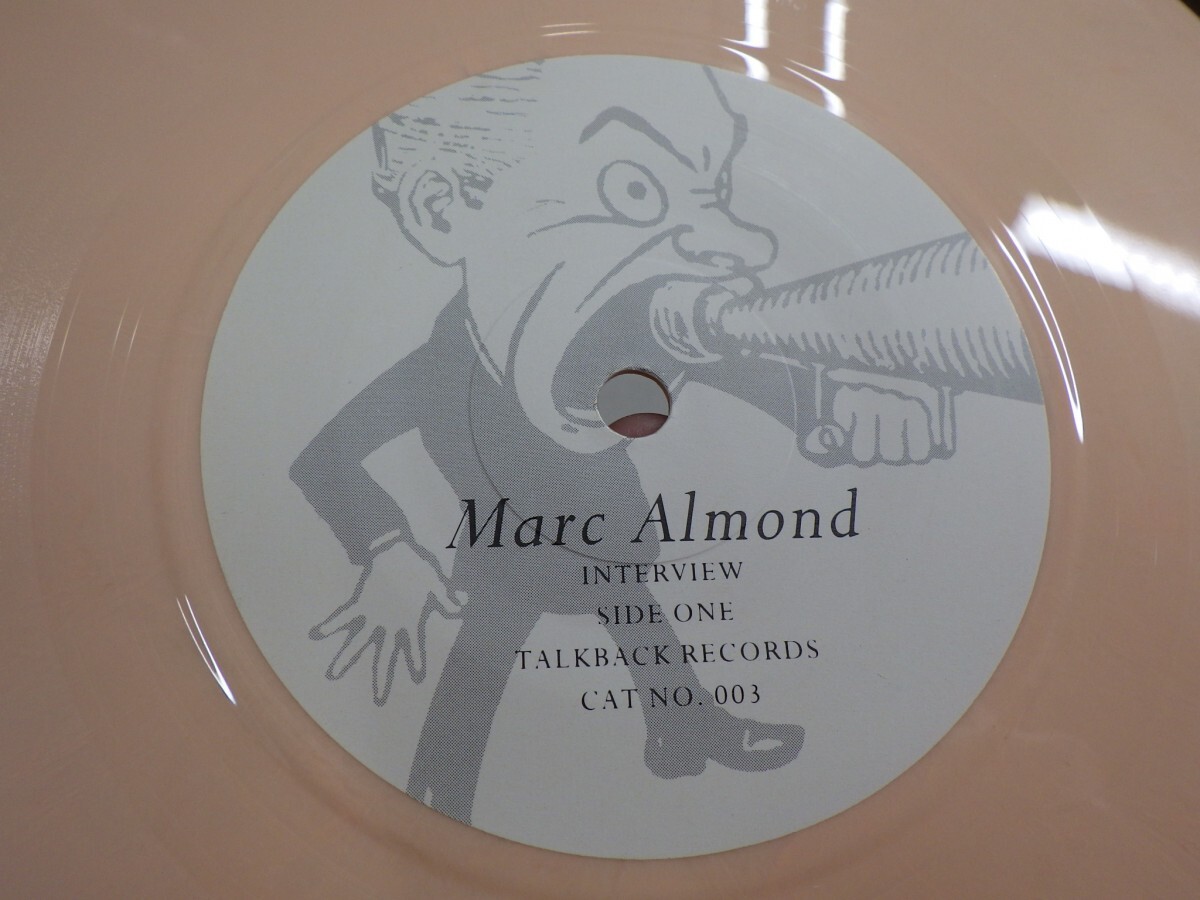 Marc Almond
INTERVIEW
SIDE ONE
TALKBACK RECORDS
CAT NO. 003